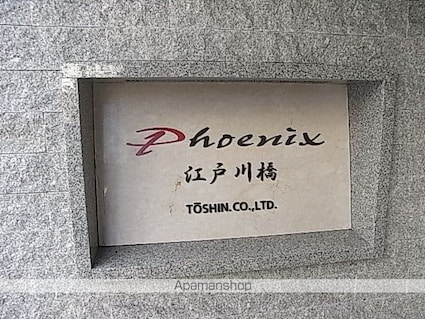 Phoenix
江戸川橋
TŌSHIN.CO.,LTD.
Apamanshop